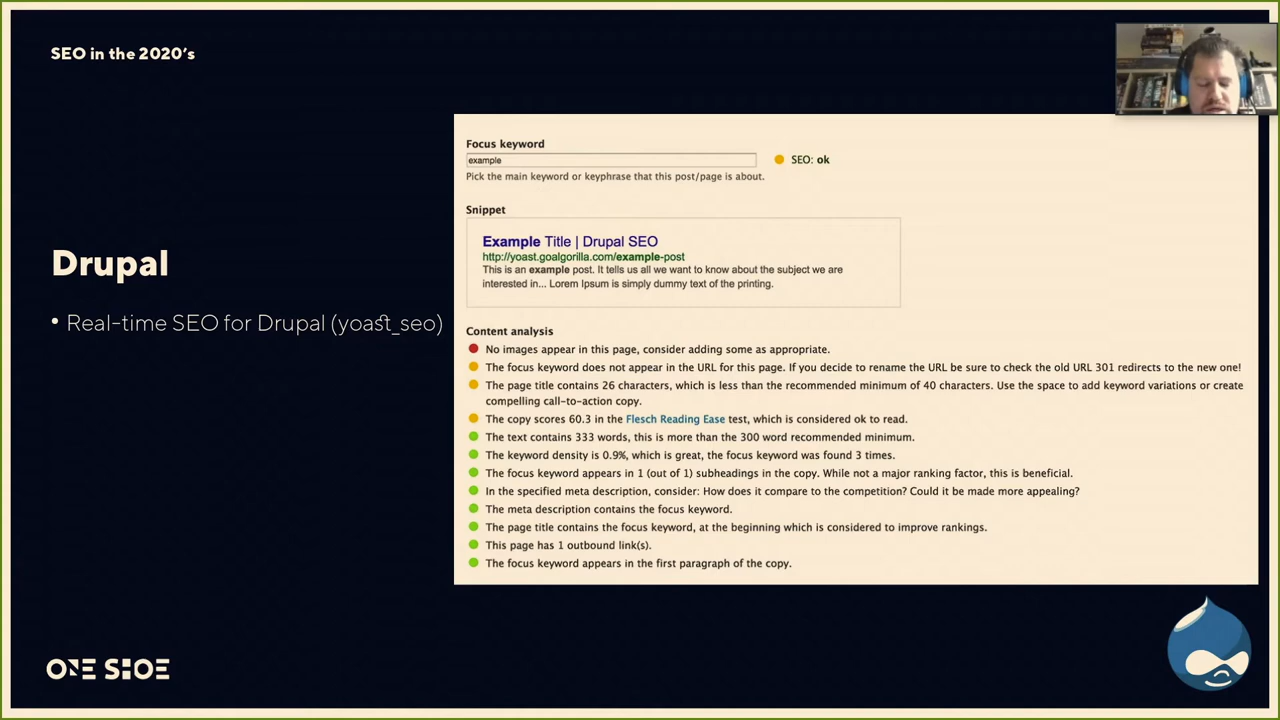 SEO in the 2020's
Drupal
• Real-time SEO for Drupal (yoast_seo)
Focus keyword
example
SEO: ok
Pick the main keyword or keyphrase that this post/page is about.
Snippet
Example Title | Drupal SEO
http://yoast.goalgorilla.com/example-post
This is an example post. It tells us all we want to know about the subject we are
interested in... Lorem Ipsum is simply dummy text of the printing.
Content analysis
No images appear in this page, consider adding some as appropriate.
The focus keyword does not appear in the URL for this page. If you decide to rename the URL be sure to check the old URL 301 redirects to the new one!
The page title contains 26 characters, which is less than the recommended minimum of 40 characters. Use the space to add keyword variations or create
compelling call-to-action copy.
The copy scores 60.3 in the Flesch Reading Ease test, which is considered ok to read.
The text contains 333 words, this is more than the 300 word recommended minimum.
The keyword density is 0.9%, which is great, the focus keyword was found 3 times.
The focus keyword appears in 1 (out of 1) subheadings in the copy. While not a major ranking factor, this is beneficial.
In the specified meta description, consider: How does it compare to the competition? Could it be made more appealing?
The meta description contains the focus keyword.
The page title contains the focus keyword, at the beginning which is considered to improve rankings.
This page has 1 outbound link(s).
The focus keyword appears in the first paragraph of the copy.
ONE SHOE